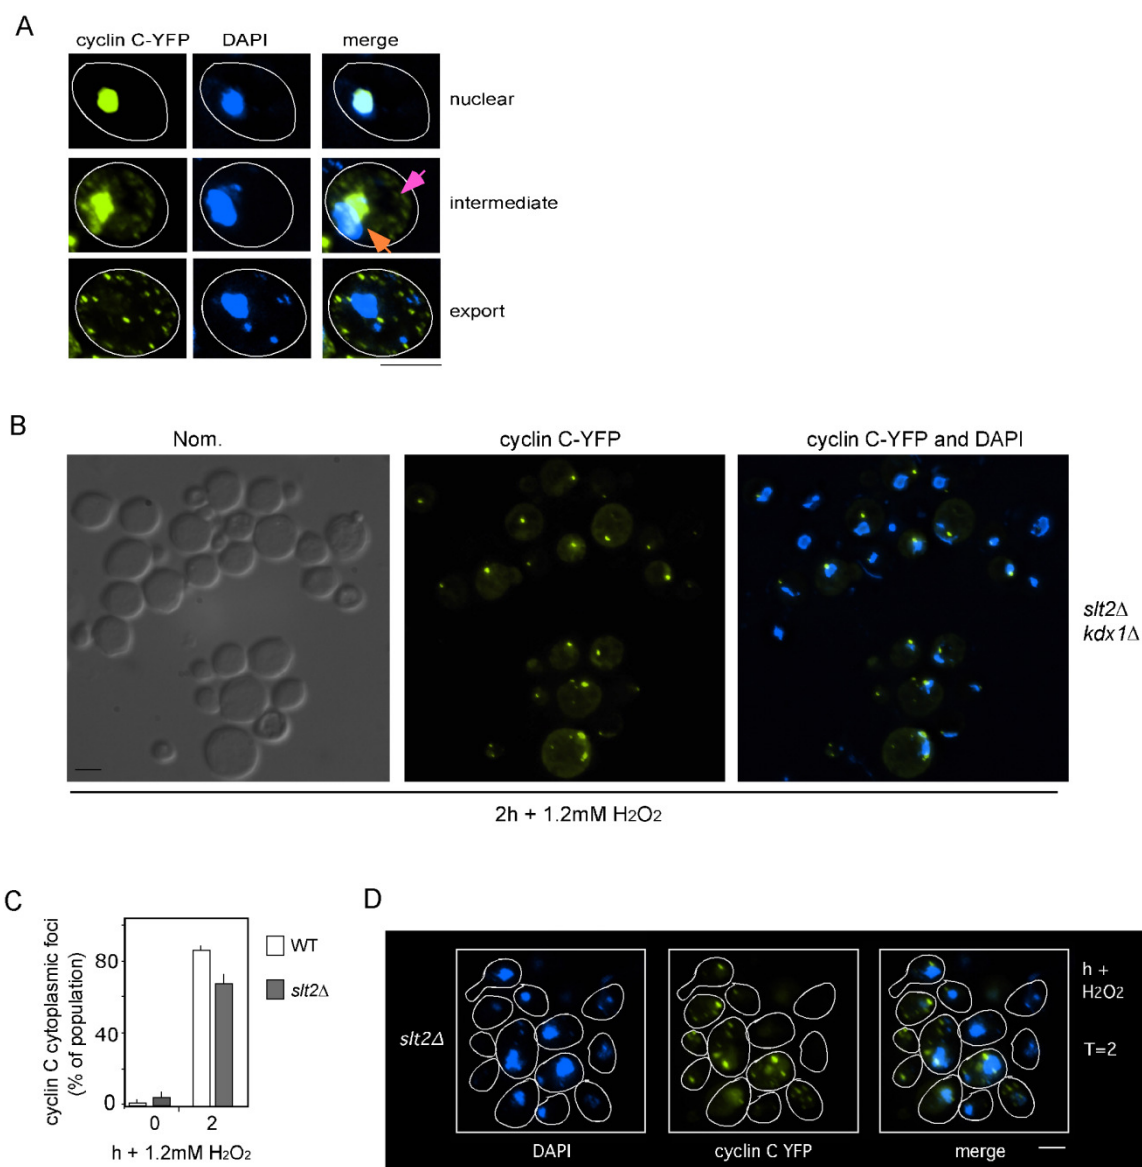 A
cyclin C-YFP DAPI merge
nuclear
intermediate
export
B
Nom. cyclin C-YFP cyclin C-YFP and DAPI
slt2Δ
kdx1Δ
2h + 1.2mM H2O2
C
cyclin C cytoplasmic foci
(% of population)
80
40
0
0 2
h + 1.2mM H2O2
WT
slt2Δ
D
slt2Δ
h +
H2O2
T=2
DAPI cyclin C YFP merge